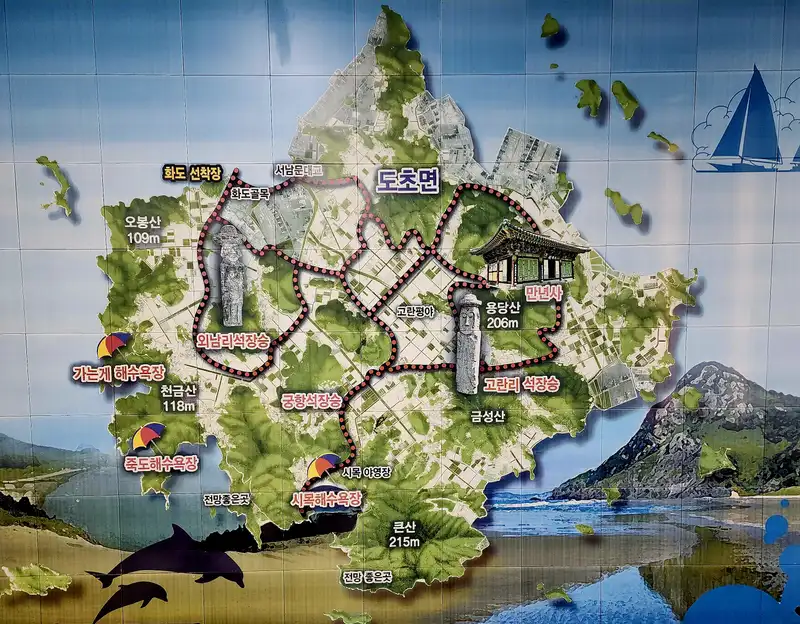 화도 선착장
서남문대교
화도골목
도초면
오봉산
109m
만년사
용당산
206m
고란평야
외남리석장승
가는게 해수욕장
천금산
118m
궁항석장승
고란리 석장승
금성산
죽도해수욕장
시목 야영장
시목해수욕장
전망좋은곳
큰산
215m
전망 좋은곳